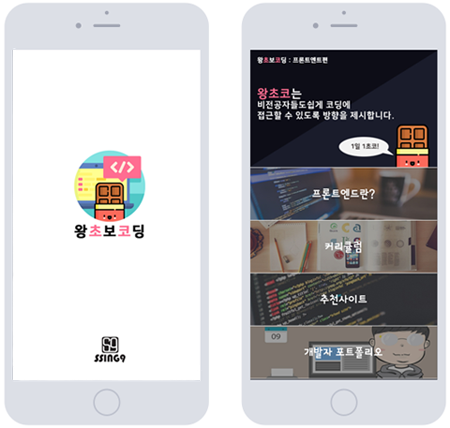 </>
왕초보코딩
SSING9
왕초보코딩 : 프론트엔트편
왕초코는
비전공자들도쉽게 코딩에
접근할 수 있도록 방향을 제시합니다.
1일 1초코!
프론트엔드란?
커리큘럼
추천사이트
09
개발자 포트폴리오